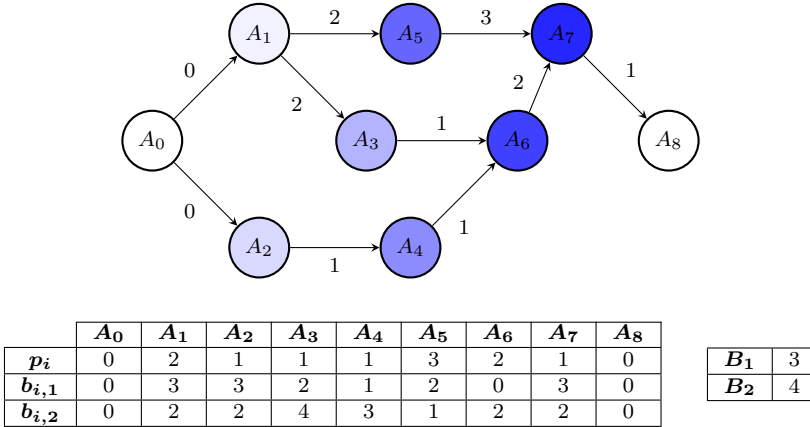 2
3
A₁
A₅
A₇
0
2
2
1
1
A₀
A₃
A₆
A₈
0
1
1
A₂
A₄
A₀ A₁ A₂ A₃ A₄ A₅ A₆ A₇ A₈
pᵢ 0 2 1 1 1 3 2 1 0
bᵢ,₁ 0 3 3 2 1 2 0 3 0
bᵢ,₂ 0 2 2 4 3 1 2 2 0
B₁ 3
B₂ 4